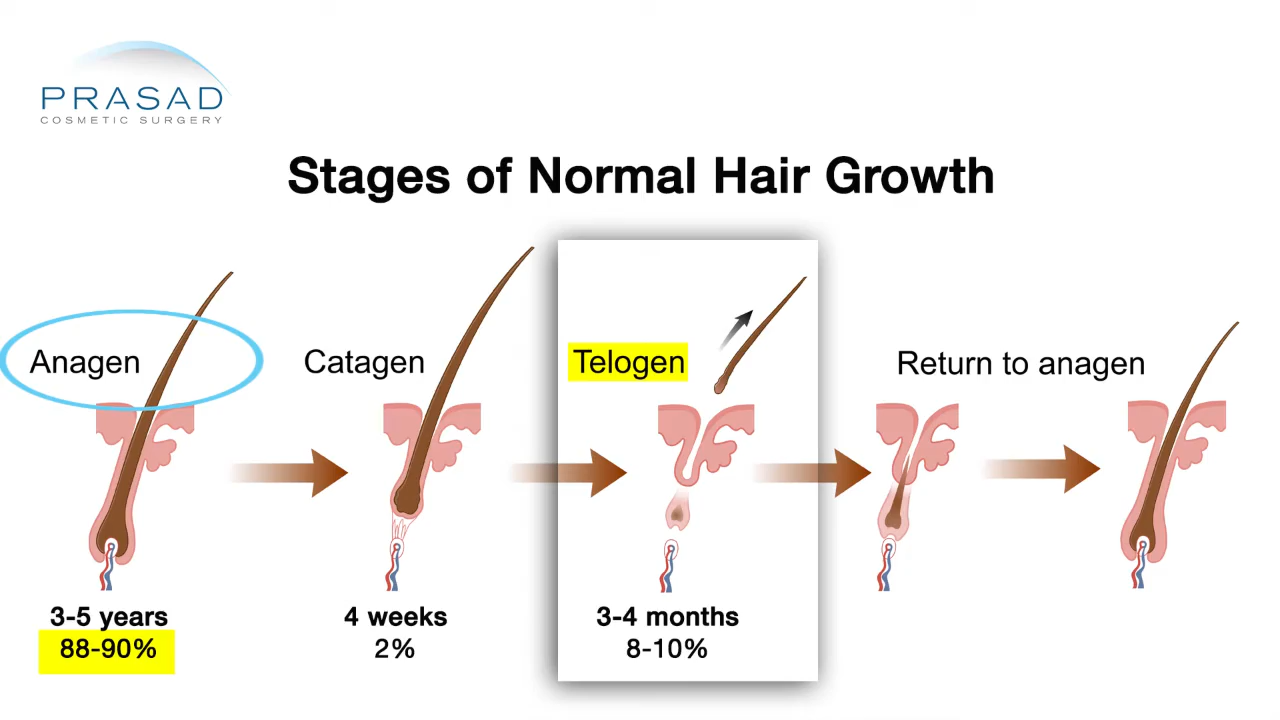 PRASAD
COSMETIC SURGERY
Stages of Normal Hair Growth
Anagen
Catagen
Telogen
Return to anagen
3-5 years
88-90%
4 weeks
2%
3-4 months
8-10%